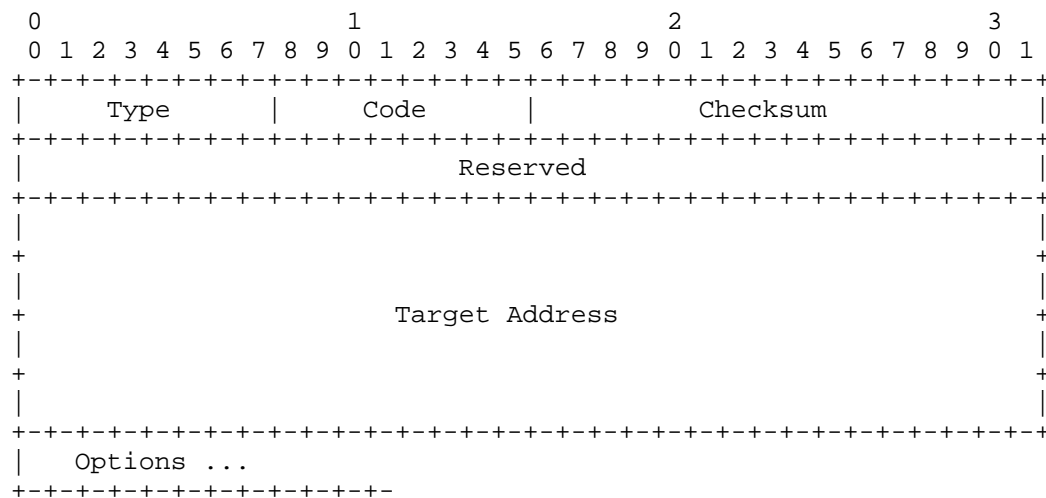 0                   1                   2                   3
0 1 2 3 4 5 6 7 8 9 0 1 2 3 4 5 6 7 8 9 0 1 2 3 4 5 6 7 8 9 0 1
+-+-+-+-+-+-+-+-+-+-+-+-+-+-+-+-+-+-+-+-+-+-+-+-+-+-+-+-+-+-+-+-+
|     Type      |     Code      |          Checksum             |
+-+-+-+-+-+-+-+-+-+-+-+-+-+-+-+-+-+-+-+-+-+-+-+-+-+-+-+-+-+-+-+-+
|                           Reserved                            |
+-+-+-+-+-+-+-+-+-+-+-+-+-+-+-+-+-+-+-+-+-+-+-+-+-+-+-+-+-+-+-+-+
|                                                               |
+                                                               +
|                                                               |
+                       Target Address                          +
|                                                               |
+                                                               +
|                                                               |
+-+-+-+-+-+-+-+-+-+-+-+-+-+-+-+-+-+-+-+-+-+-+-+-+-+-+-+-+-+-+-+-+
|   Options ...
+-+-+-+-+-+-+-+-+-+-+-+-